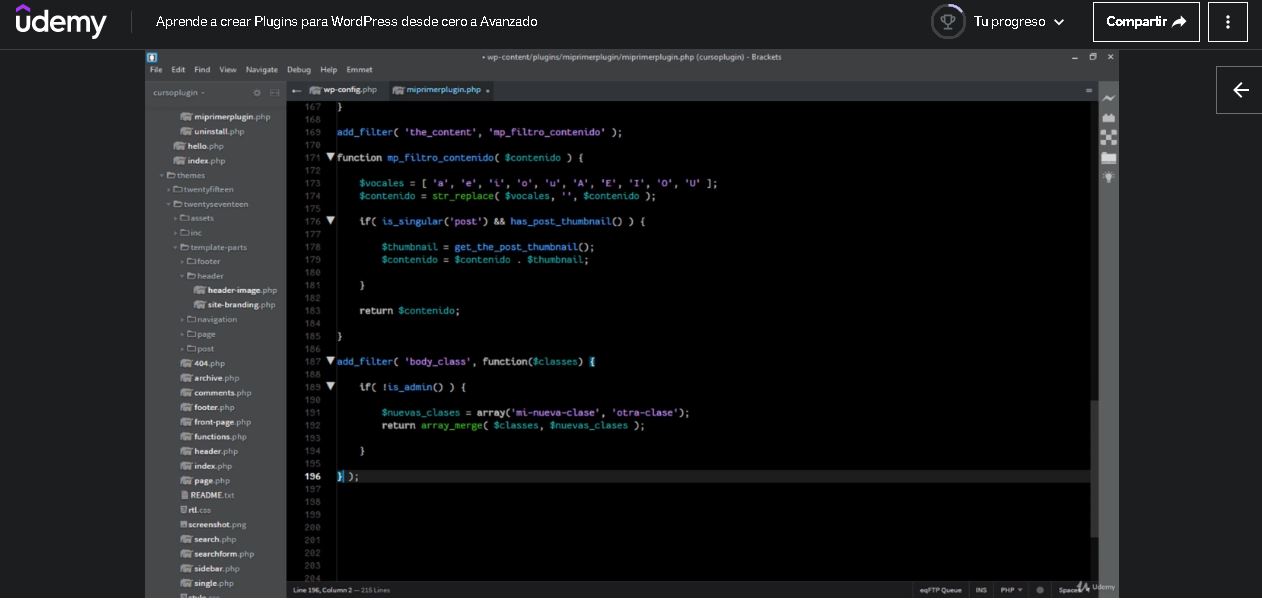 udemy
Aprende a crear Plugins para WordPress desde cero a Avanzado
Tu progreso
Compartir
• wp-content/plugins/miprimerplugin/miprimerplugin.php (cursoplugin) - Brackets
File Edit Find View Navigate Debug Help Emmet
cursoplugin
wp-config.php
miprimerplugin.php
miprimerplugin.php
uninstall.php
hello.php
index.php
themes
twentyfifteen
twentyseventeen
assets
inc
template-parts
footer
header
header-image.php
site-branding.php
navigation
page
post
404.php
archive.php
comments.php
footer.php
front-page.php
functions.php
header.php
index.php
page.php
README.txt
rtl.css
screenshot.png
search.php
searchform.php
sidebar.php
single.php
style.css
167 }
168
169 add_filter( 'the_content', 'mp_filtro_contenido' );
170
171 function mp_filtro_contenido( $contenido ) {
172
173 $vocales = [ 'a', 'e', 'i', 'o', 'u', 'A', 'E', 'I', 'O', 'U' ];
174 $contenido = str_replace( $vocales, '', $contenido );
175
176 if( is_singular('post') && has_post_thumbnail() ) {
177
178 $thumbnail = get_the_post_thumbnail();
179 $contenido = $contenido . $thumbnail;
180
181 }
182
183 return $contenido;
184
185 }
186
187 add_filter( 'body_class', function($classes) {
188
189 if( !is_admin() ) {
190
191 $nuevas_clases = array('mi-nueva-clase', 'otra-clase');
192 return array_merge( $classes, $nuevas_clases );
193
194 }
195
196 } );
197
198
199
200
201
202
203
204
Line 196, Column 2 — 215 Lines
eqFTP Queue
INS
PHP
Udemy